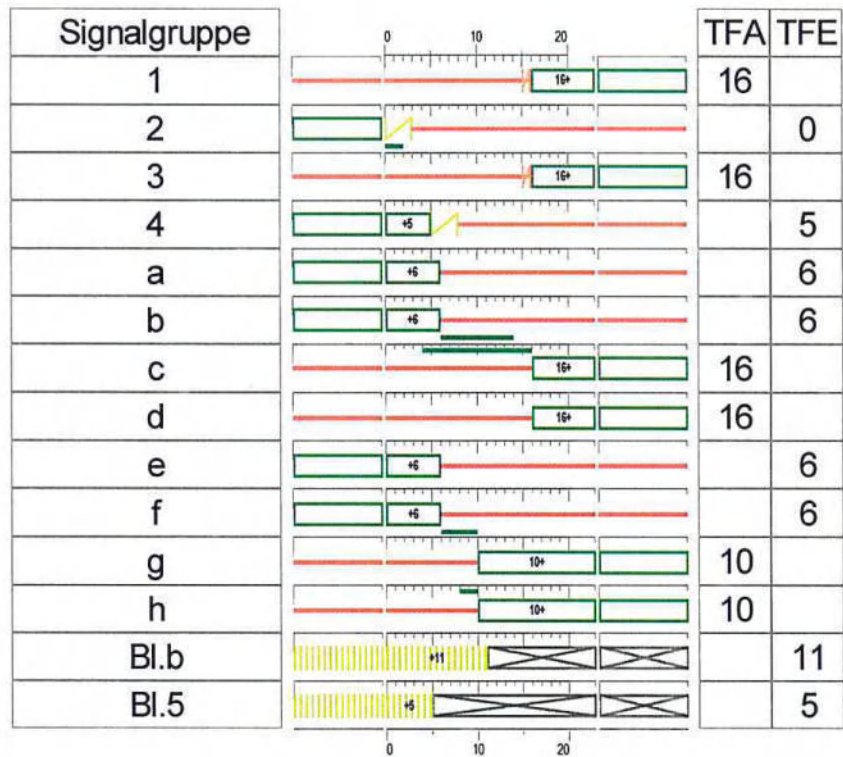 Signalgruppe 0 10 20 TFA TFE
1 16+ 16
2 0
3 16+ 16
4 +5 5
a +6 6
b +6 6
c 16+ 16
d 16+ 16
e +6 6
f +6 6
g 10+ 10
h 10+ 10
Bl.b +11 11
Bl.5 +5 5
0 10 20